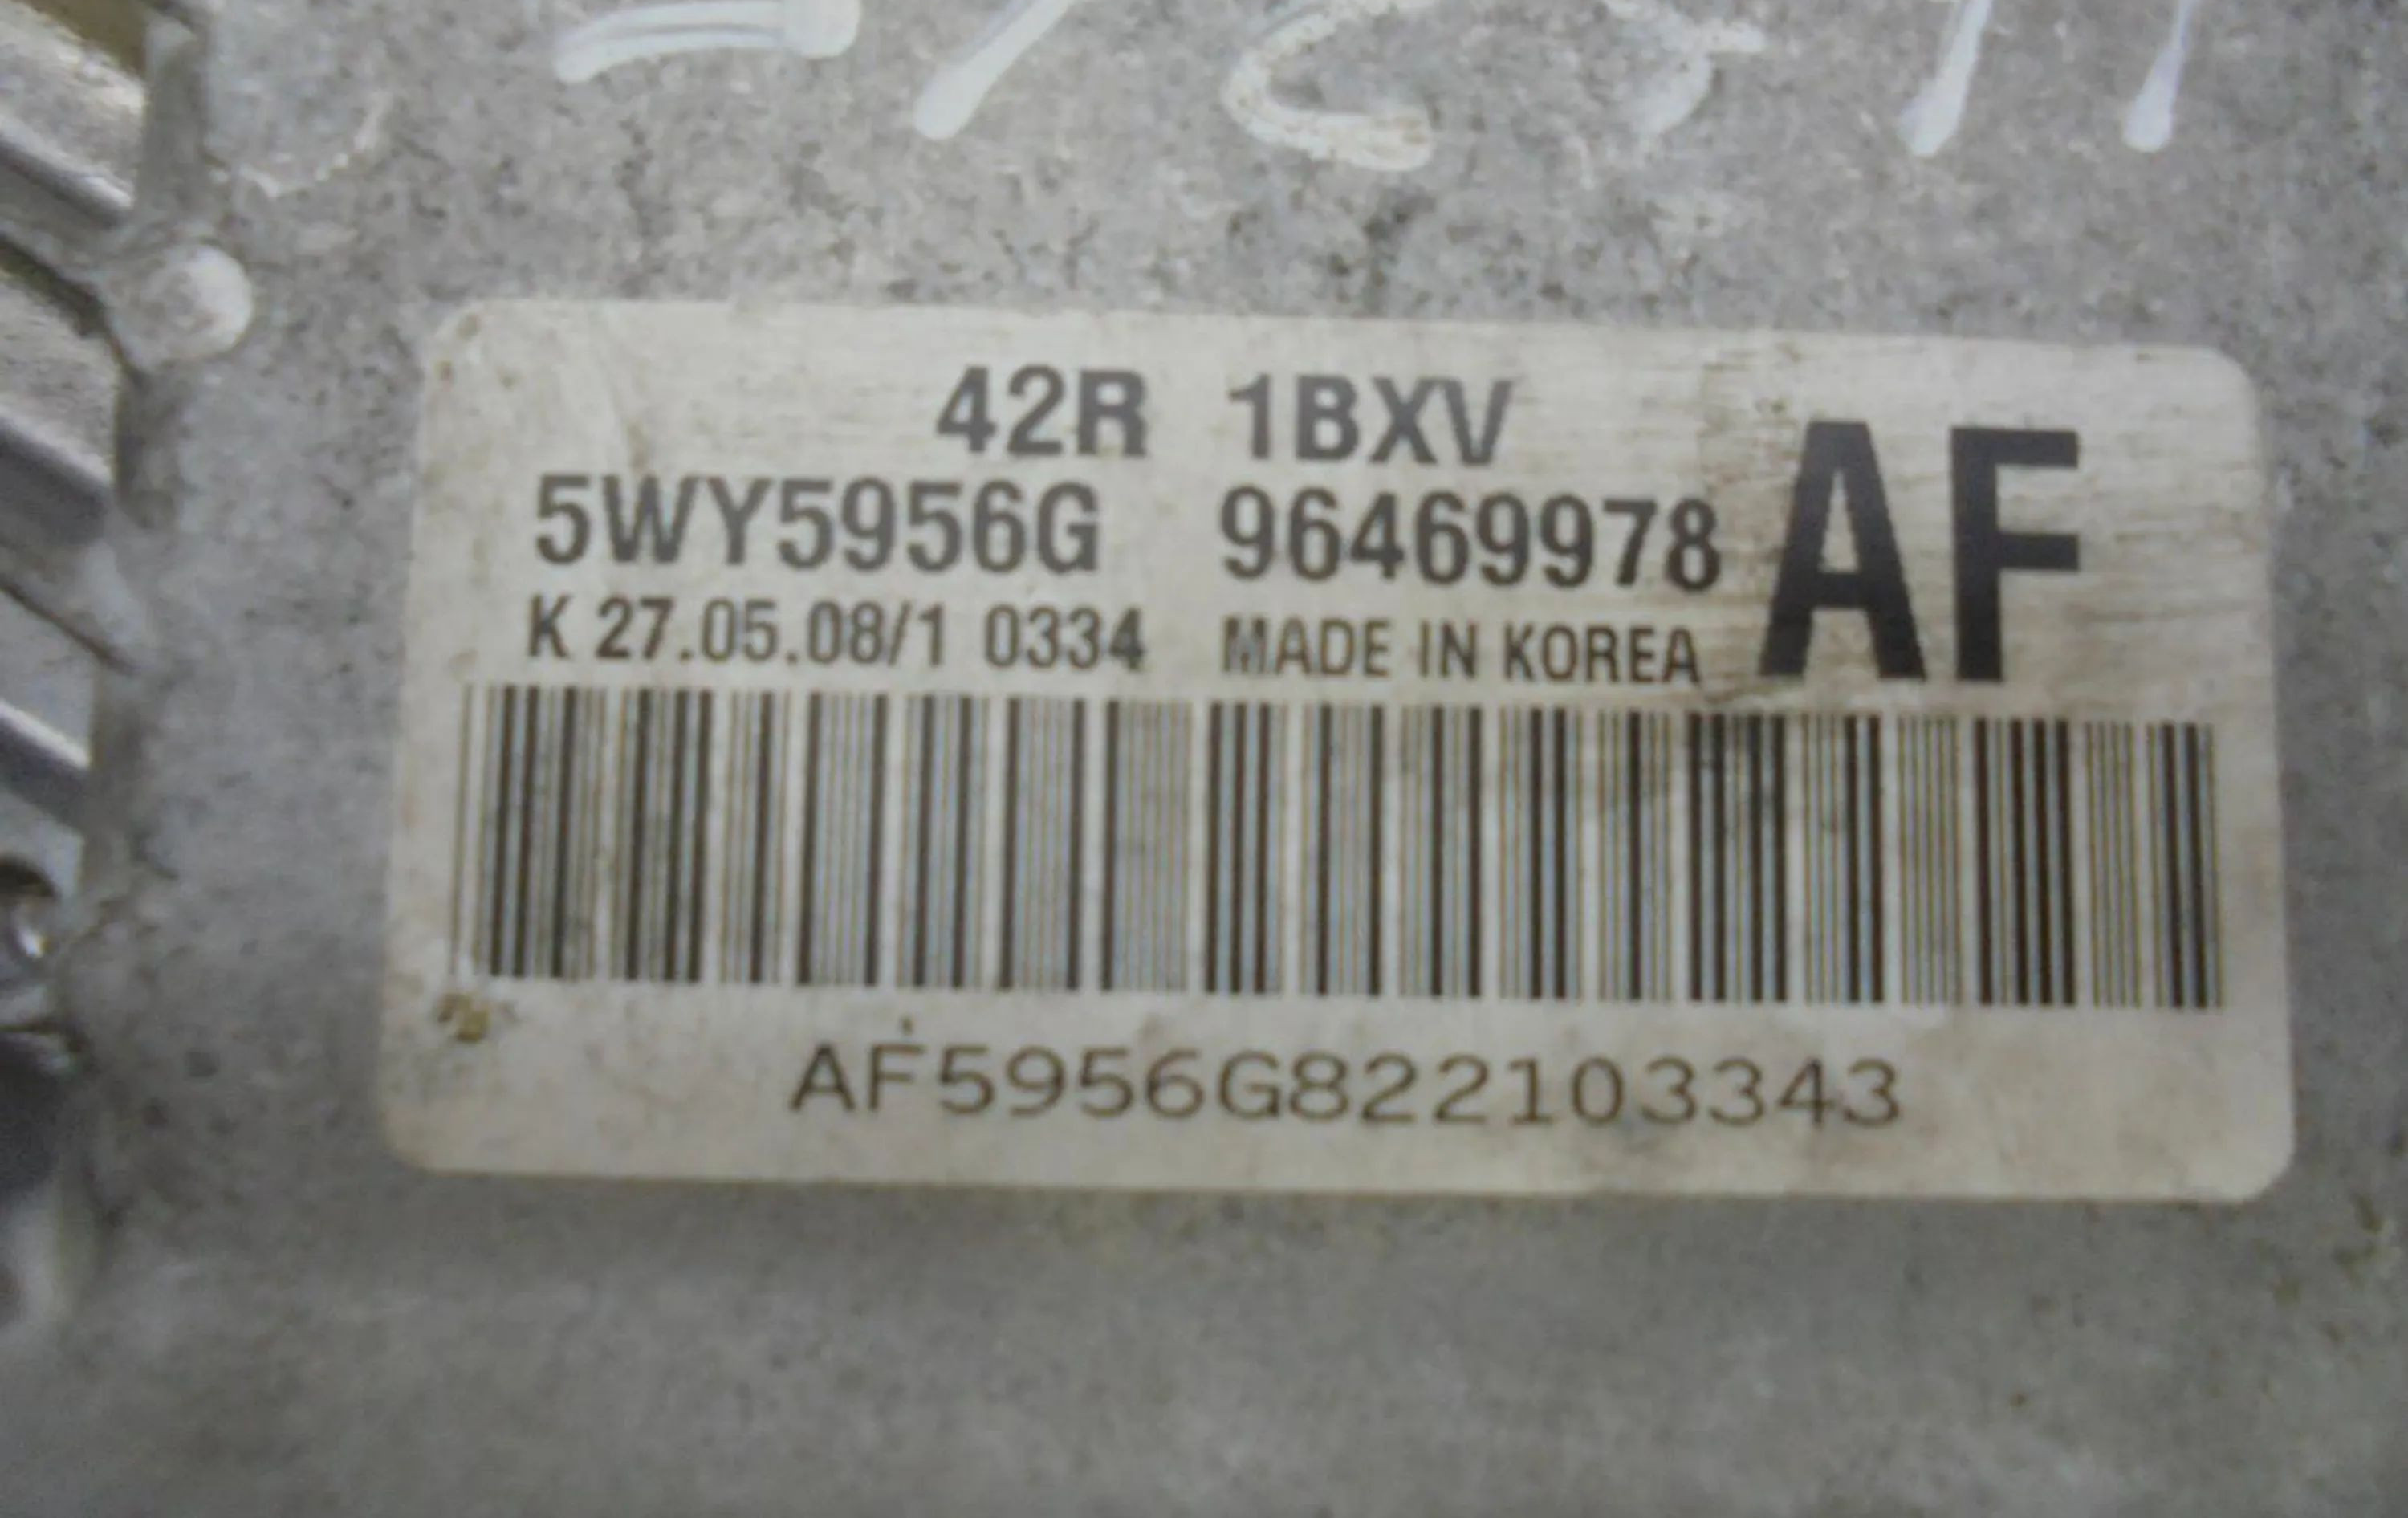 42R 1BXV
5WY5956G 96469978 AF
K 27.05.08/1 0334 MADE IN KOREA
AF5956G822103343